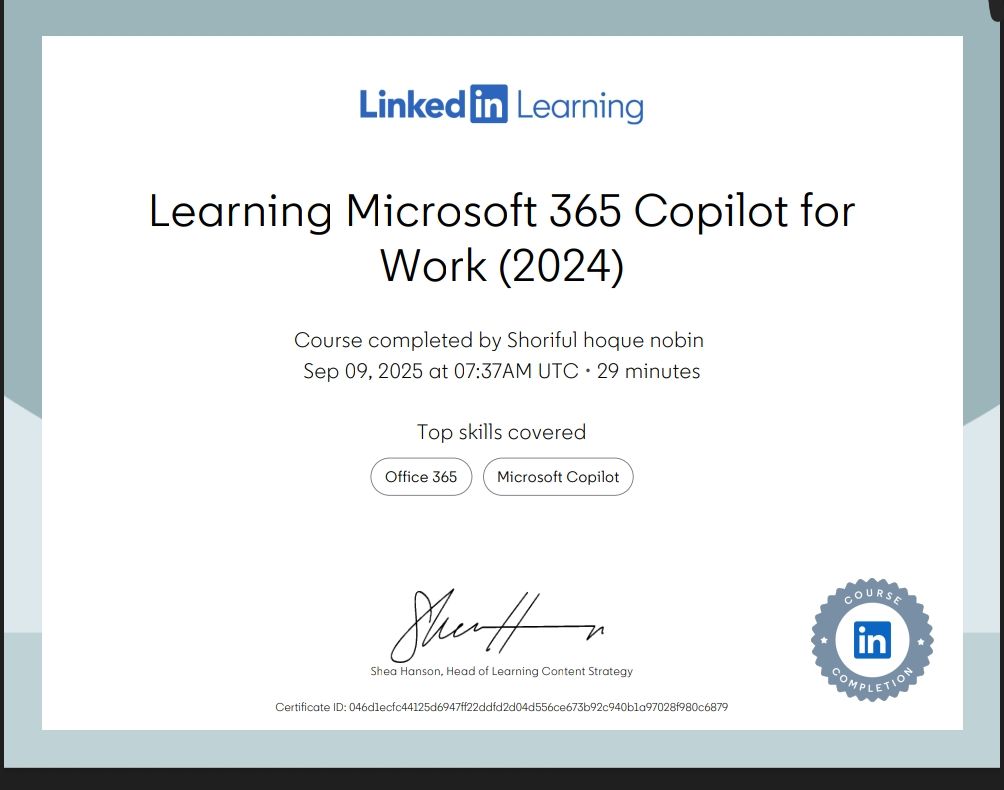 Linked in Learning
Learning Microsoft 365 Copilot for
Work (2024)
Course completed by Shoriful hoque nobin
Sep 09, 2025 at 07:37AM UTC • 29 minutes
Top skills covered
Office 365 Microsoft Copilot
Shea Hanson, Head of Learning Content Strategy
COURSE
in
COMPLETION
Certificate ID: 046d1ecfc44125d6947ff22ddfd2d04d556ce673b92c940b1a97028f980c6879